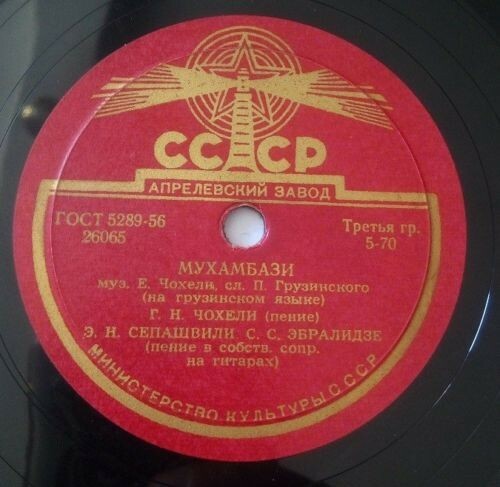 СССР
АПРЕЛЕВСКИЙ ЗАВОД
ГОСТ 5289-56
26065
Третья гр.
5-70
МУХАМБАЗИ
муз. Е. Чохели, сл. П. Грузинского
(на грузинском языке)
Г. Н. ЧОХЕЛИ (пение)
Э. Н. СЕПАШВИЛИ С. С. ЭБРАЛИДЗЕ
(пение в собств. сопр.
на гитарах)
МИНИСТЕРСТВО КУЛЬТУРЫ СССР